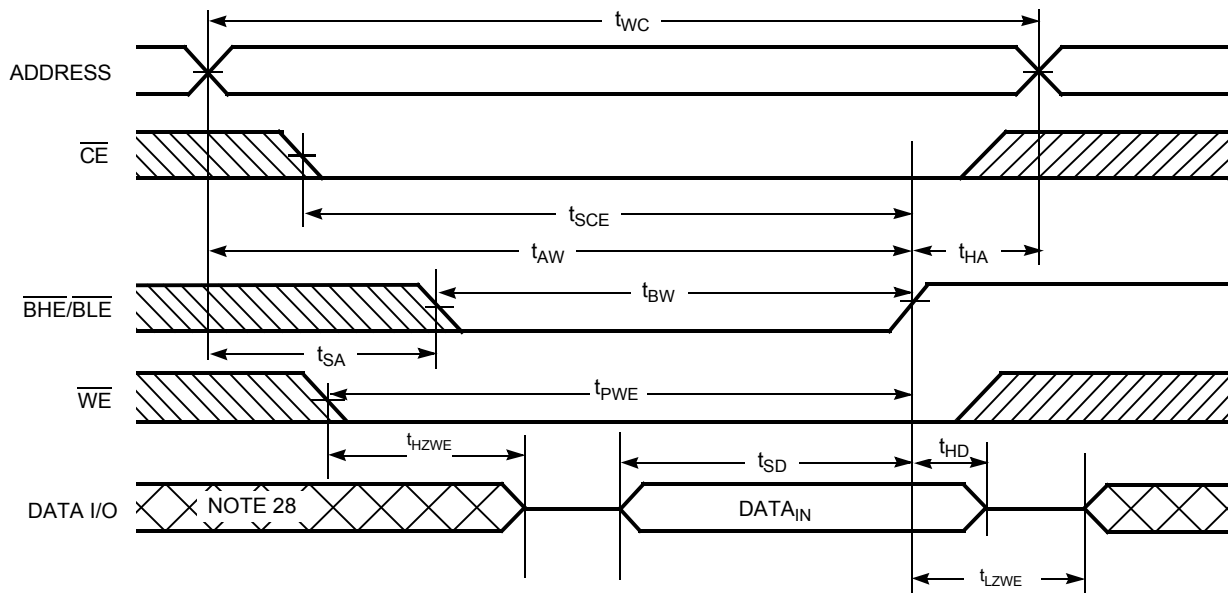 tWC
ADDRESS
CE
tSCE
tAW
tHA
BHE/BLE
tBW
tSA
WE
tPWE
tHZWE
tSD
tHD
DATA I/O
NOTE 28
DATAIN
tLZWE